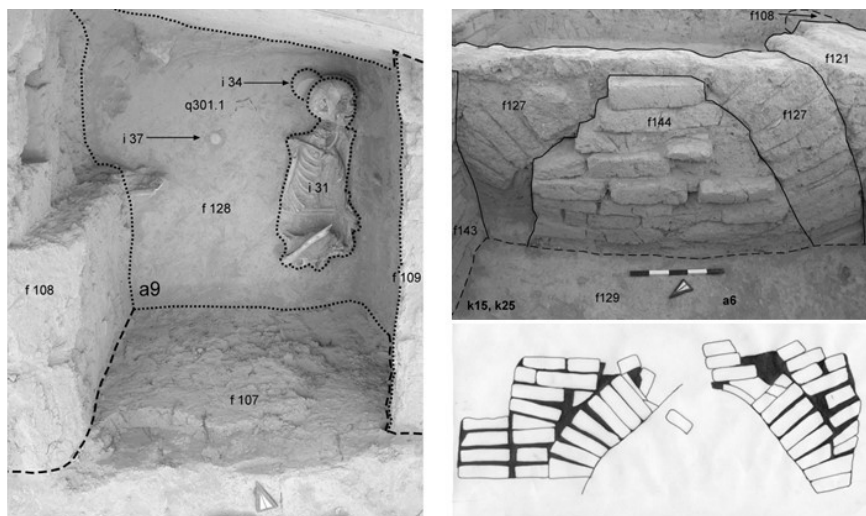 i 34
q301.1
i 37
i 31
f 128
f 108
a9
f 109
f 107
f108
f121
f127
f144
f127
f143
f129
a6
k15, k25